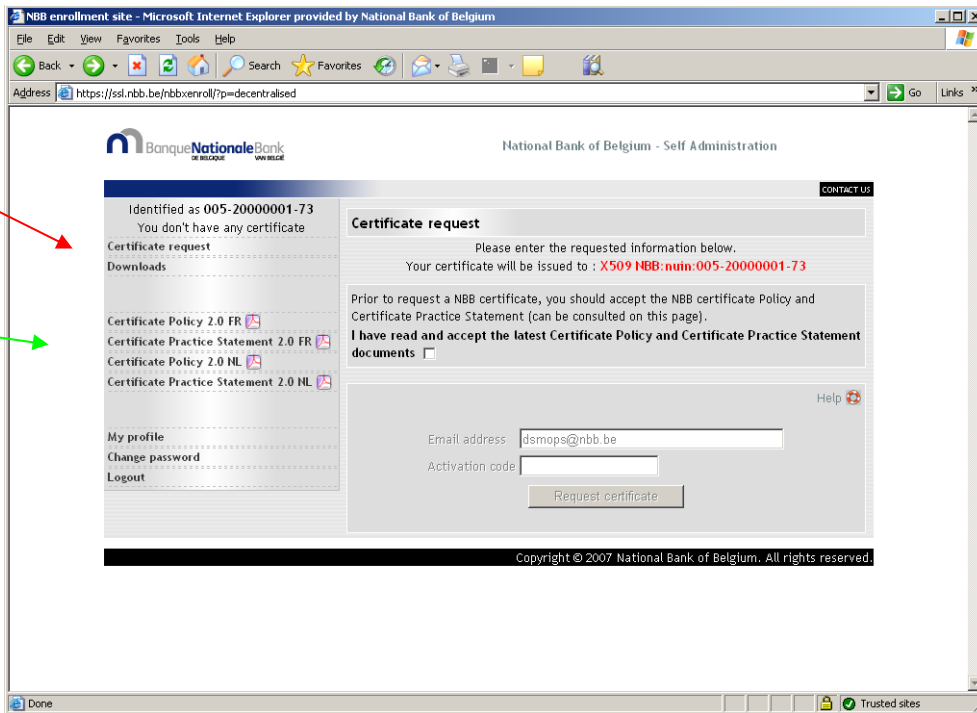 NBB enrollment site - Microsoft Internet Explorer provided by National Bank of Belgium
File Edit View Favorites Tools Help
Back Search Favorites
Address https://ssl.nbb.be/nbbxenroll/?p=decentralised Go Links »
BanqueNationaleBank
DE BELGIQUE VAN BELGIË
National Bank of Belgium - Self Administration
CONTACT US
Identified as 005-20000001-73
You don't have any certificate
Certificate request
Downloads
Certificate Policy 2.0 FR
Certificate Practice Statement 2.0 FR
Certificate Policy 2.0 NL
Certificate Practice Statement 2.0 NL
My profile
Change password
Logout
Certificate request
Please enter the requested information below.
Your certificate will be issued to : X509 NBB:nuin:005-20000001-73
Prior to request a NBB certificate, you should accept the NBB certificate Policy and
Certificate Practice Statement (can be consulted on this page).
I have read and accept the latest Certificate Policy and Certificate Practice Statement
documents
Help
Email address dsmops@nbb.be
Activation code
Request certificate
Copyright © 2007 National Bank of Belgium. All rights reserved.
Done Trusted sites